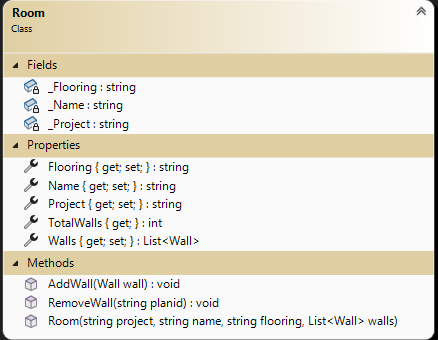 Room
Class
Fields
_Flooring : string
_Name : string
_Project : string
Properties
Flooring { get; set; } : string
Name { get; set; } : string
Project { get; set; } : string
TotalWalls { get; } : int
Walls { get; set; } : List<Wall>
Methods
AddWall(Wall wall) : void
RemoveWall(string planid) : void
Room(string project, string name, string flooring, List<Wall> walls)